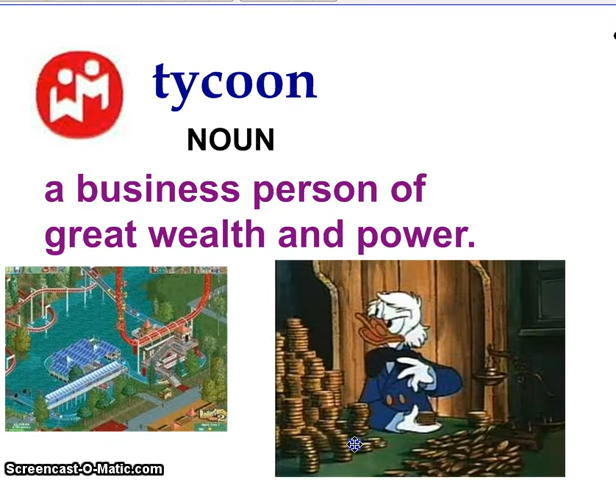 tycoon
NOUN
a business person of
great wealth and power.
Screencast-O-Matic.com